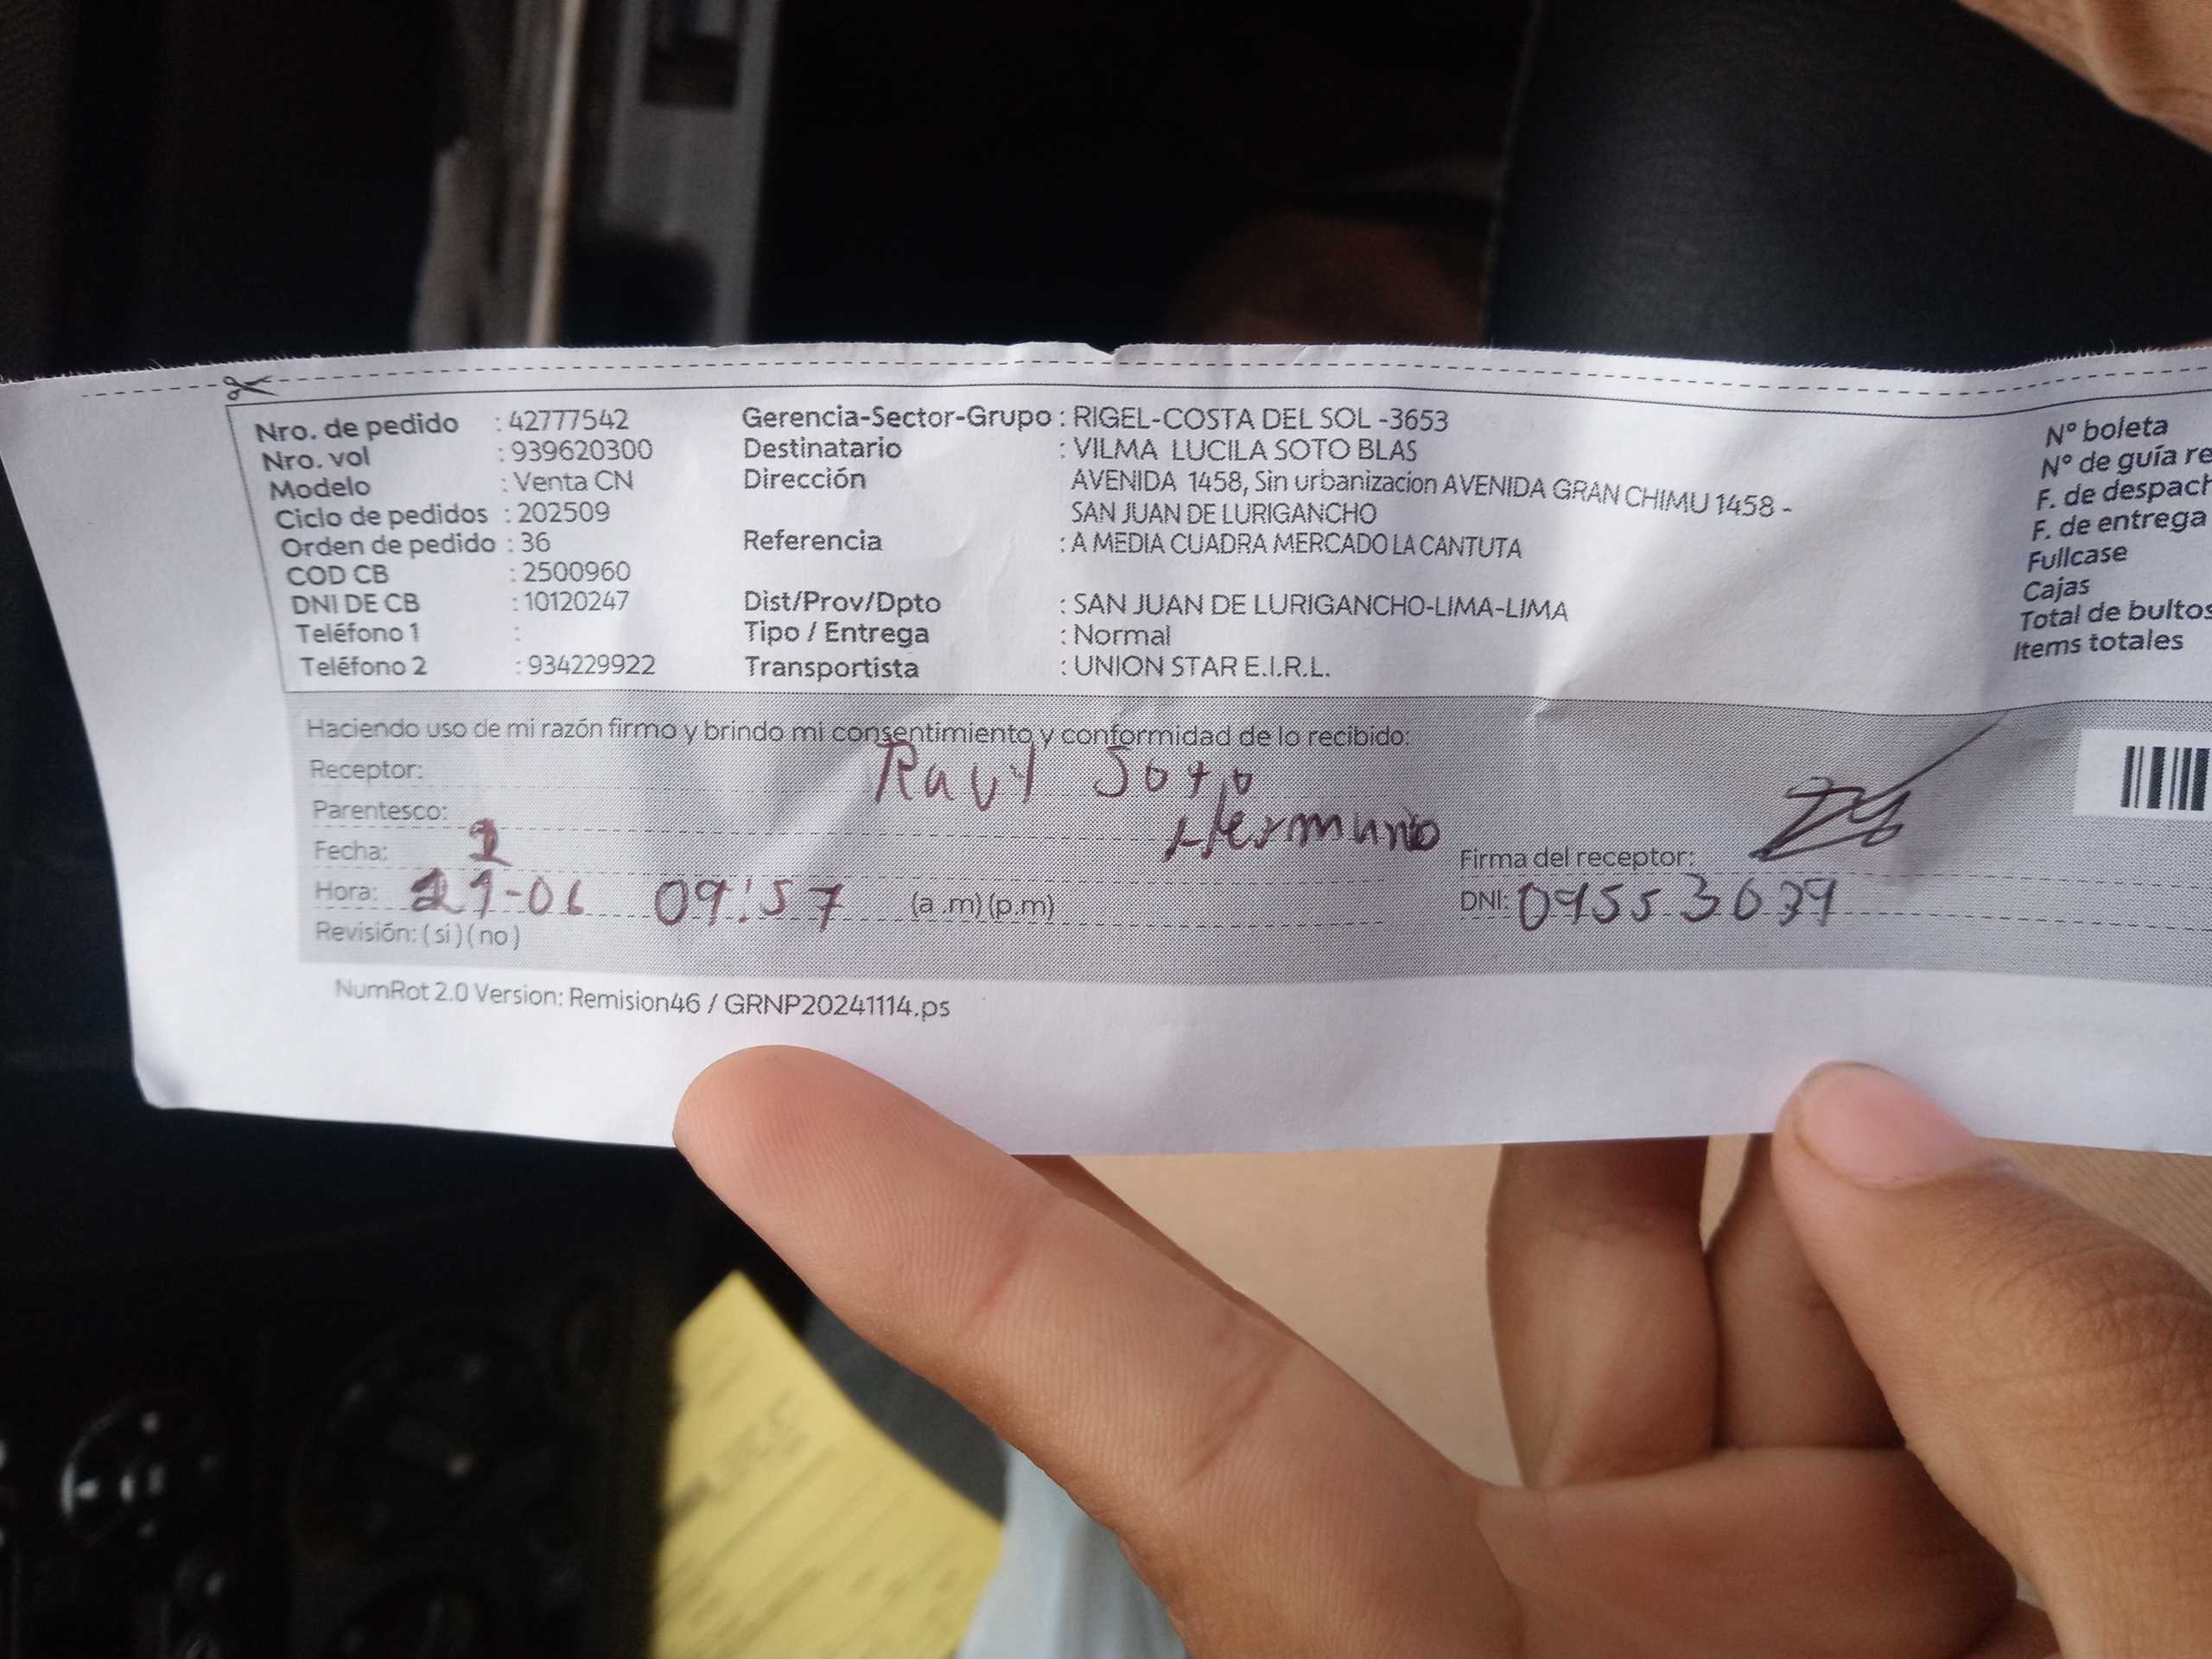 Nro. de pedido : 42777542
Nro. vol : 939620300
Modelo : Venta CN
Ciclo de pedidos : 202509
Orden de pedido : 36
COD CB : 2500960
DNI DE CB : 10120247
Teléfono 1 :
Teléfono 2 : 934229922
Gerencia-Sector-Grupo : RIGEL-COSTA DEL SOL -3653
Destinatario : VILMA LUCILA SOTO BLAS
Dirección AVENIDA 1458, Sin urbanizacion AVENIDA GRAN CHIMU 1458 -
SAN JUAN DE LURIGANCHO
Referencia : A MEDIA CUADRA MERCADO LA CANTUTA
Dist/Prov/Dpto : SAN JUAN DE LURIGANCHO-LIMA-LIMA
Tipo / Entrega : Normal
Transportista : UNION STAR E.I.R.L.
N° boleta
N° de guía re
F. de despach
F. de entrega
Fullcase
Cajas
Total de bultos
Items totales
Haciendo uso de mi razón firmo y brindo mi consentimiento y conformidad de lo recibido:
Receptor: Raul Soto
Parentesco: Hermano
Fecha:
Hora: 09:57 (a.m) (p.m)
Revisión: (si) (no)
Firma del receptor:
DNI:
NumRot 2.0 Version: Remision46 / GRNP20241114.ps